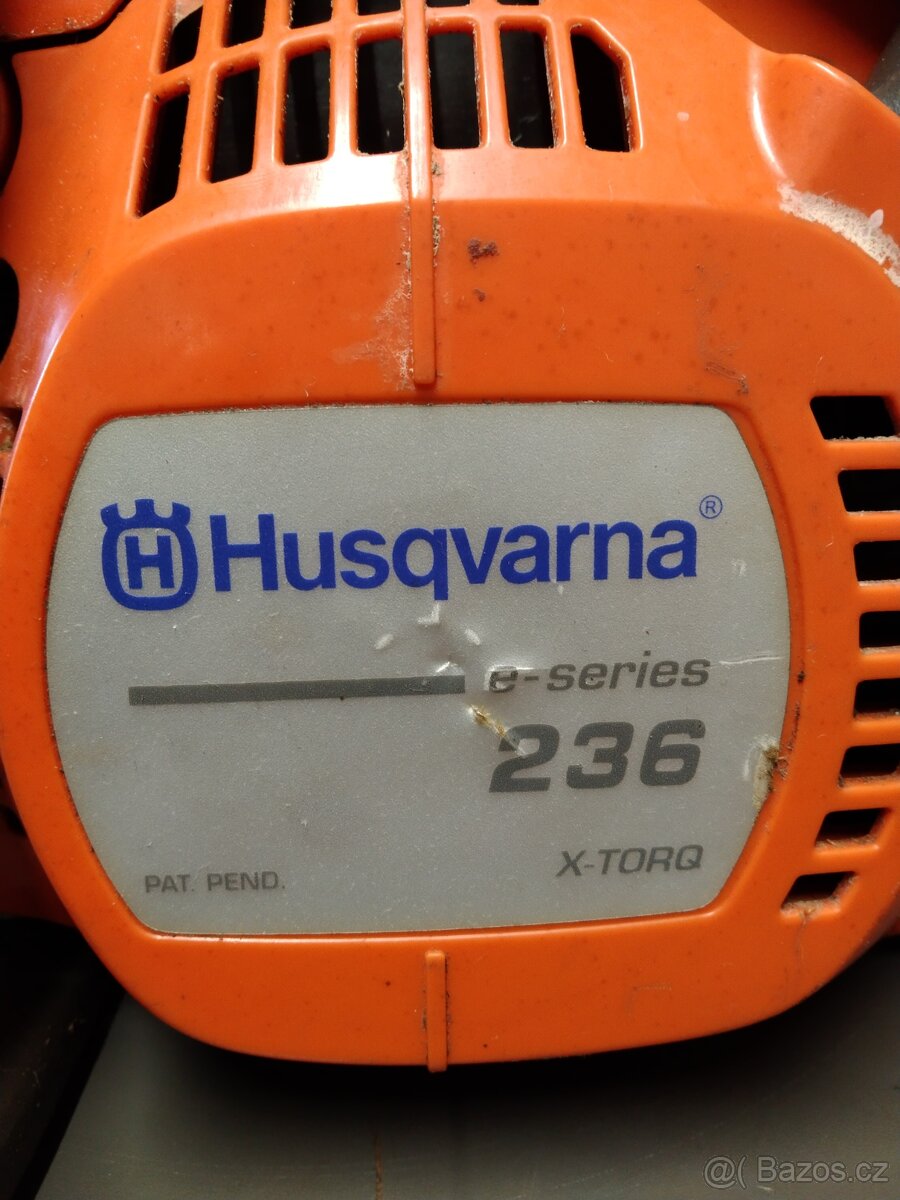 H Husqvarna®
e-series
236
X-TORQ
PAT. PEND.
@( Bazos.cz